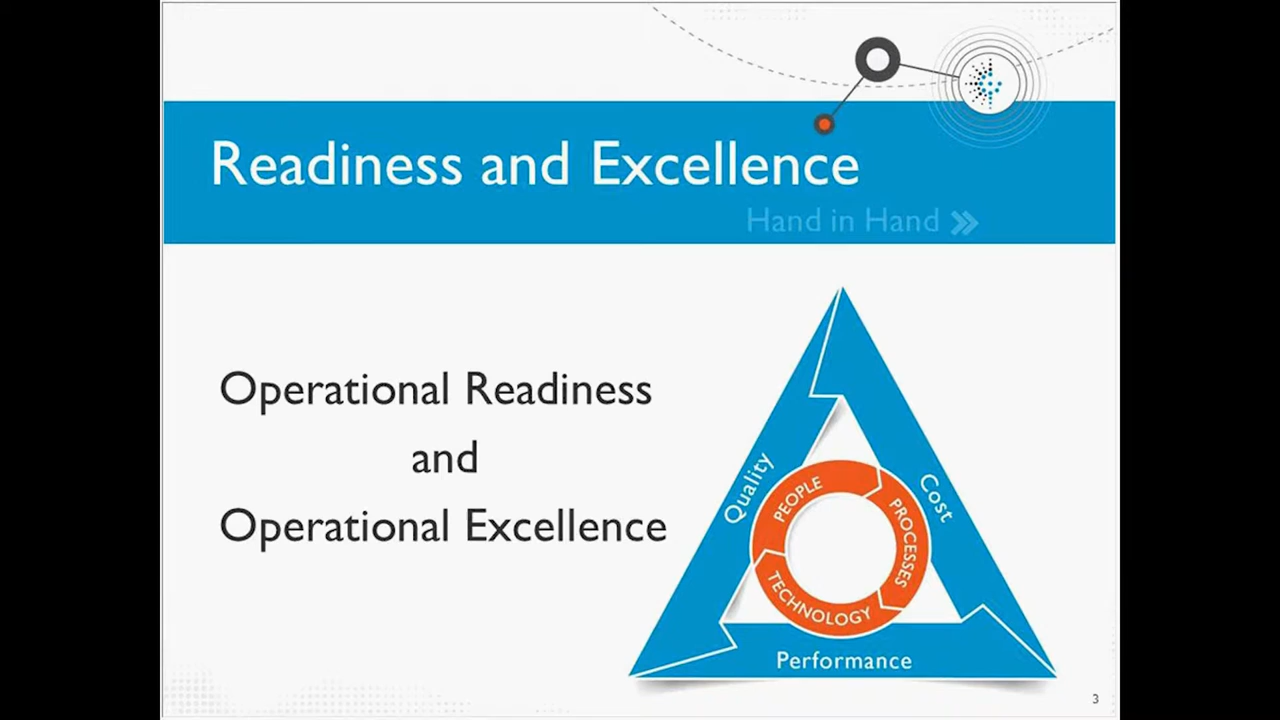 Readiness and Excellence
Hand in Hand
Operational Readiness
and
Operational Excellence
Quality
Cost
PEOPLE
PROCESSES
TECHNOLOGY
Performance
3